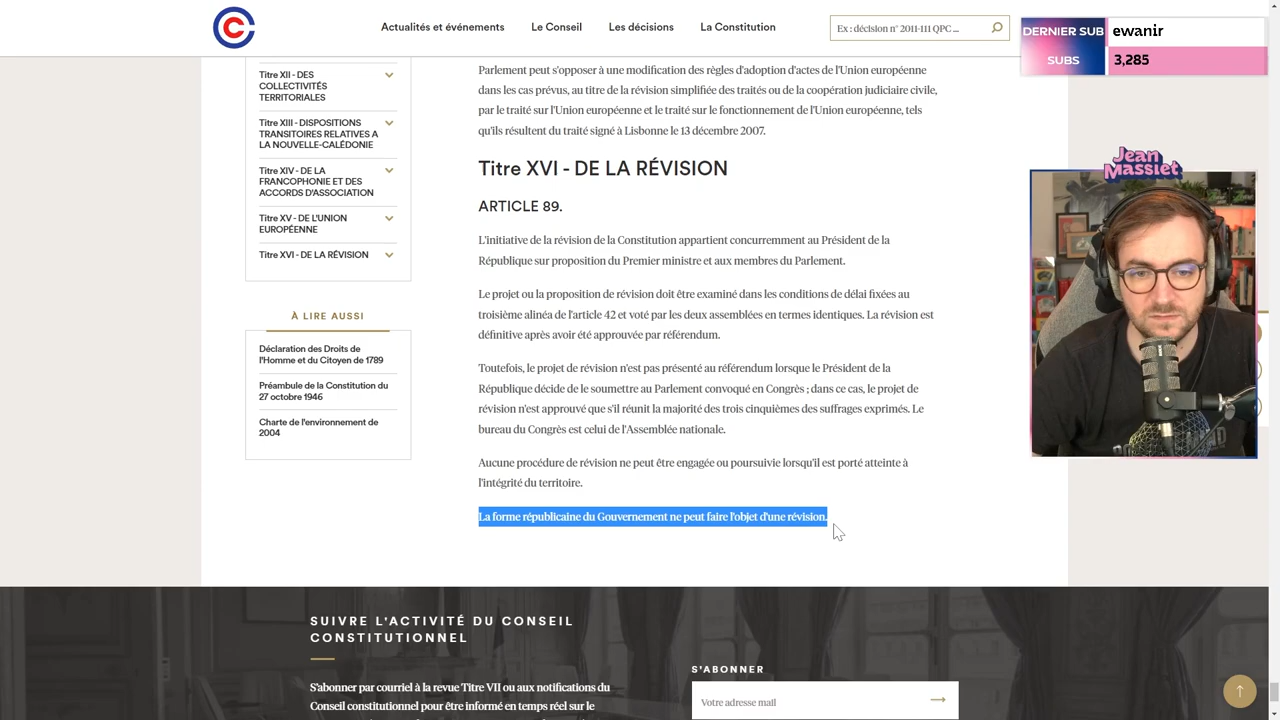 Actualités et événements
Le Conseil
Les décisions
La Constitution
Ex : décision n° 2011-111 QPC ...
DERNIER SUB
ewanir
SUBS
3,285
Titre XII - DES
COLLECTIVITÉS
TERRITORIALES
Titre XIII - DISPOSITIONS
TRANSITOIRES RELATIVES A
LA NOUVELLE-CALÉDONIE
Titre XIV - DE LA
FRANCOPHONIE ET DES
ACCORDS D'ASSOCIATION
Titre XV - DE L'UNION
EUROPÉENNE
Titre XVI - DE LA RÉVISION
À LIRE AUSSI
Déclaration des Droits de
l'Homme et du Citoyen de 1789
Préambule de la Constitution du
27 octobre 1946
Charte de l'environnement de
2004
Parlement peut s'opposer à une modification des règles d'adoption d'actes de l'Union européenne
dans les cas prévus, au titre de la révision simplifiée des traités ou de la coopération judiciaire civile,
par le traité sur l'Union européenne et le traité sur le fonctionnement de l'Union européenne, tels
qu'ils résultent du traité signé à Lisbonne le 13 décembre 2007.
Titre XVI - DE LA RÉVISION
ARTICLE 89.
L'initiative de la révision de la Constitution appartient concurremment au Président de la
République sur proposition du Premier ministre et aux membres du Parlement.
Le projet ou la proposition de révision doit être examiné dans les conditions de délai fixées au
troisième alinéa de l'article 42 et voté par les deux assemblées en termes identiques. La révision est
définitive après avoir été approuvée par référendum.
Toutefois, le projet de révision n'est pas présenté au référendum lorsque le Président de la
République décide de le soumettre au Parlement convoqué en Congrès ; dans ce cas, le projet de
révision n'est approuvé que s'il réunit la majorité des trois cinquièmes des suffrages exprimés. Le
bureau du Congrès est celui de l'Assemblée nationale.
Aucune procédure de révision ne peut être engagée ou poursuivie lorsqu'il est porté atteinte à
l'intégrité du territoire.
La forme républicaine du Gouvernement ne peut faire l'objet d'une révision.
Jean
Massiet
SUIVRE L'ACTIVITÉ DU CONSEIL
CONSTITUTIONNEL
S'abonner par courriel à la revue Titre VII ou aux notifications du
Conseil constitutionnel pour être informé en temps réel sur le
S'ABONNER
Votre adresse mail